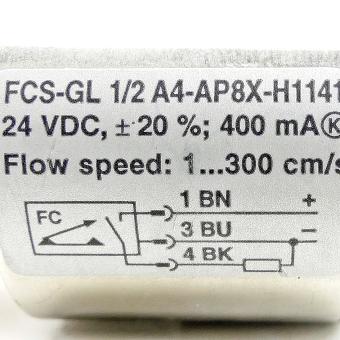 FCS-GL 1/2 A4-AP8X-H1141
24 VDC, ± 20 %; 400 mA Ⓚ
Flow speed: 1...300 cm/s
FC
1 BN +
3 BU −
4 BK